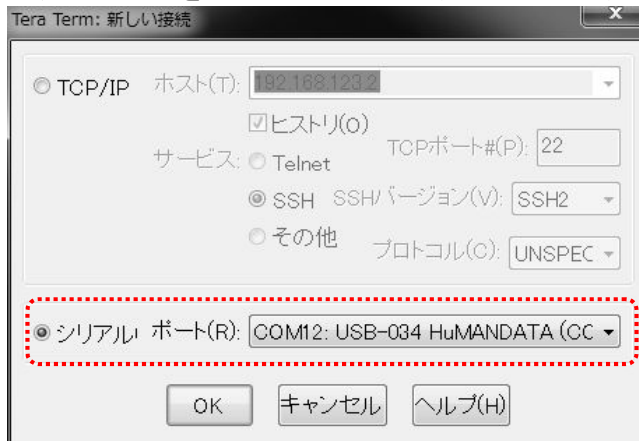 Tera Term: 新しい接続
TCP/IP ホスト(T): 192.168.123.2
ヒストリ(O)
サービス: Telnet TCPポート#(P): 22
SSH SSHバージョン(V): SSH2
その他 プロトコル(C): UNSPEC
シリアル ポート(R): COM12: USB-034 HuMANDATA (CC
OK キャンセル ヘルプ(H)